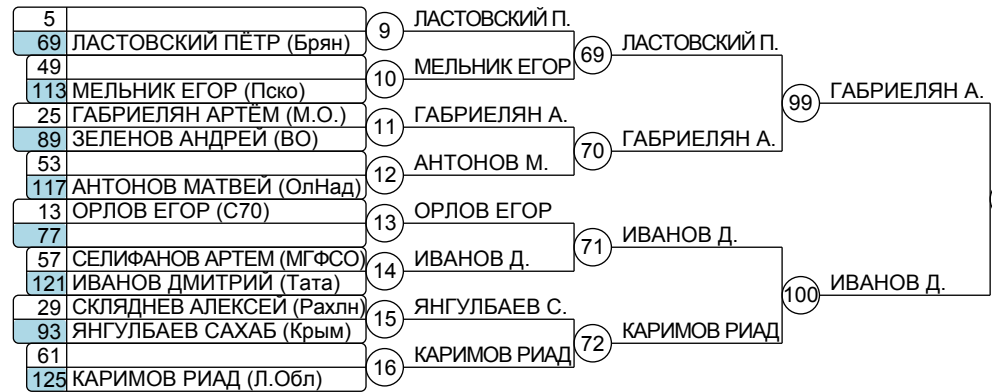 5
69 ЛАСТОВСКИЙ ПЁТР (Брян)
49
113 МЕЛЬНИК ЕГОР (Пско)
25 ГАБРИЕЛЯН АРТЁМ (М.О.)
89 ЗЕЛЕНОВ АНДРЕЙ (ВО)
53
117 АНТОНОВ МАТВЕЙ (ОлНад)
13 ОРЛОВ ЕГОР (С70)
77
57 СЕЛИФАНОВ АРТЕМ (МГФСО)
121 ИВАНОВ ДМИТРИЙ (Тата)
29 СКЛЯДНЕВ АЛЕКСЕЙ (Рахлн)
93 ЯНГУЛБАЕВ САХАБ (Крым)
61
125 КАРИМОВ РИАД (Л.Обл)
9 ЛАСТОВСКИЙ П.
10 МЕЛЬНИК ЕГОР
11 ГАБРИЕЛЯН А.
12 АНТОНОВ М.
13 ОРЛОВ ЕГОР
14 ИВАНОВ Д.
15 ЯНГУЛБАЕВ С.
16 КАРИМОВ РИАД
69 ЛАСТОВСКИЙ П.
70 ГАБРИЕЛЯН А.
71 ИВАНОВ Д.
72 КАРИМОВ РИАД
99 ГАБРИЕЛЯН А.
100 ИВАНОВ Д.